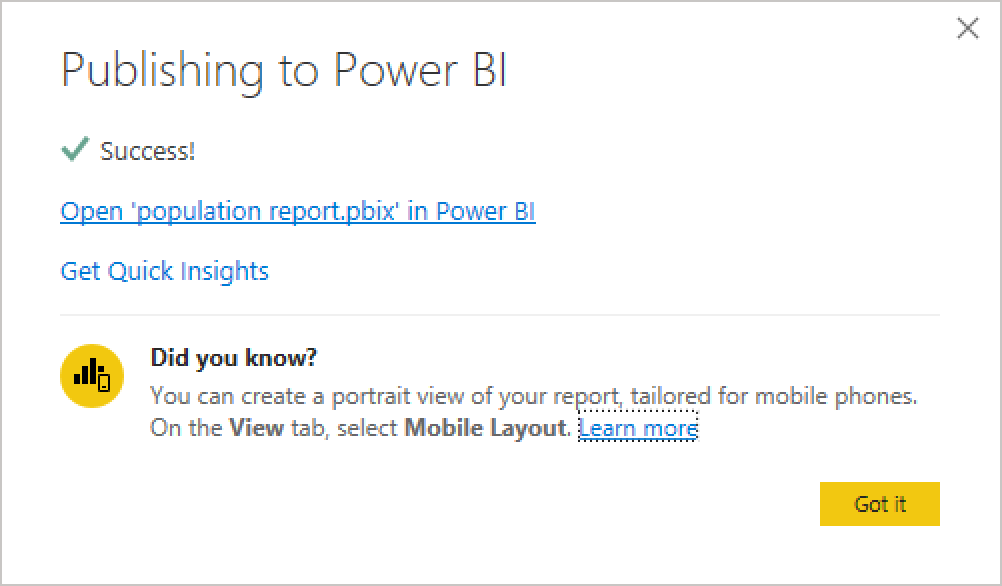 Publishing to Power BI
Success!
Open 'population report.pbix' in Power BI
Get Quick Insights
Did you know?
You can create a portrait view of your report, tailored for mobile phones.
On the View tab, select Mobile Layout. Learn more
Got it